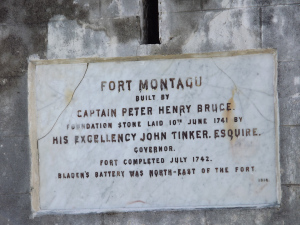 FORT MONTAGU
BUILT BY
CAPTAIN PETER HENRY BRUCE.
FOUNDATION STONE LAID 10TH JUNE 1741 BY
HIS EXCELLENCY JOHN TINKER, ESQUIRE,
GOVERNOR.
FORT COMPLETED JULY 1742.
BLADEN'S BATTERY WAS NORTH-EAST OF THE FORT